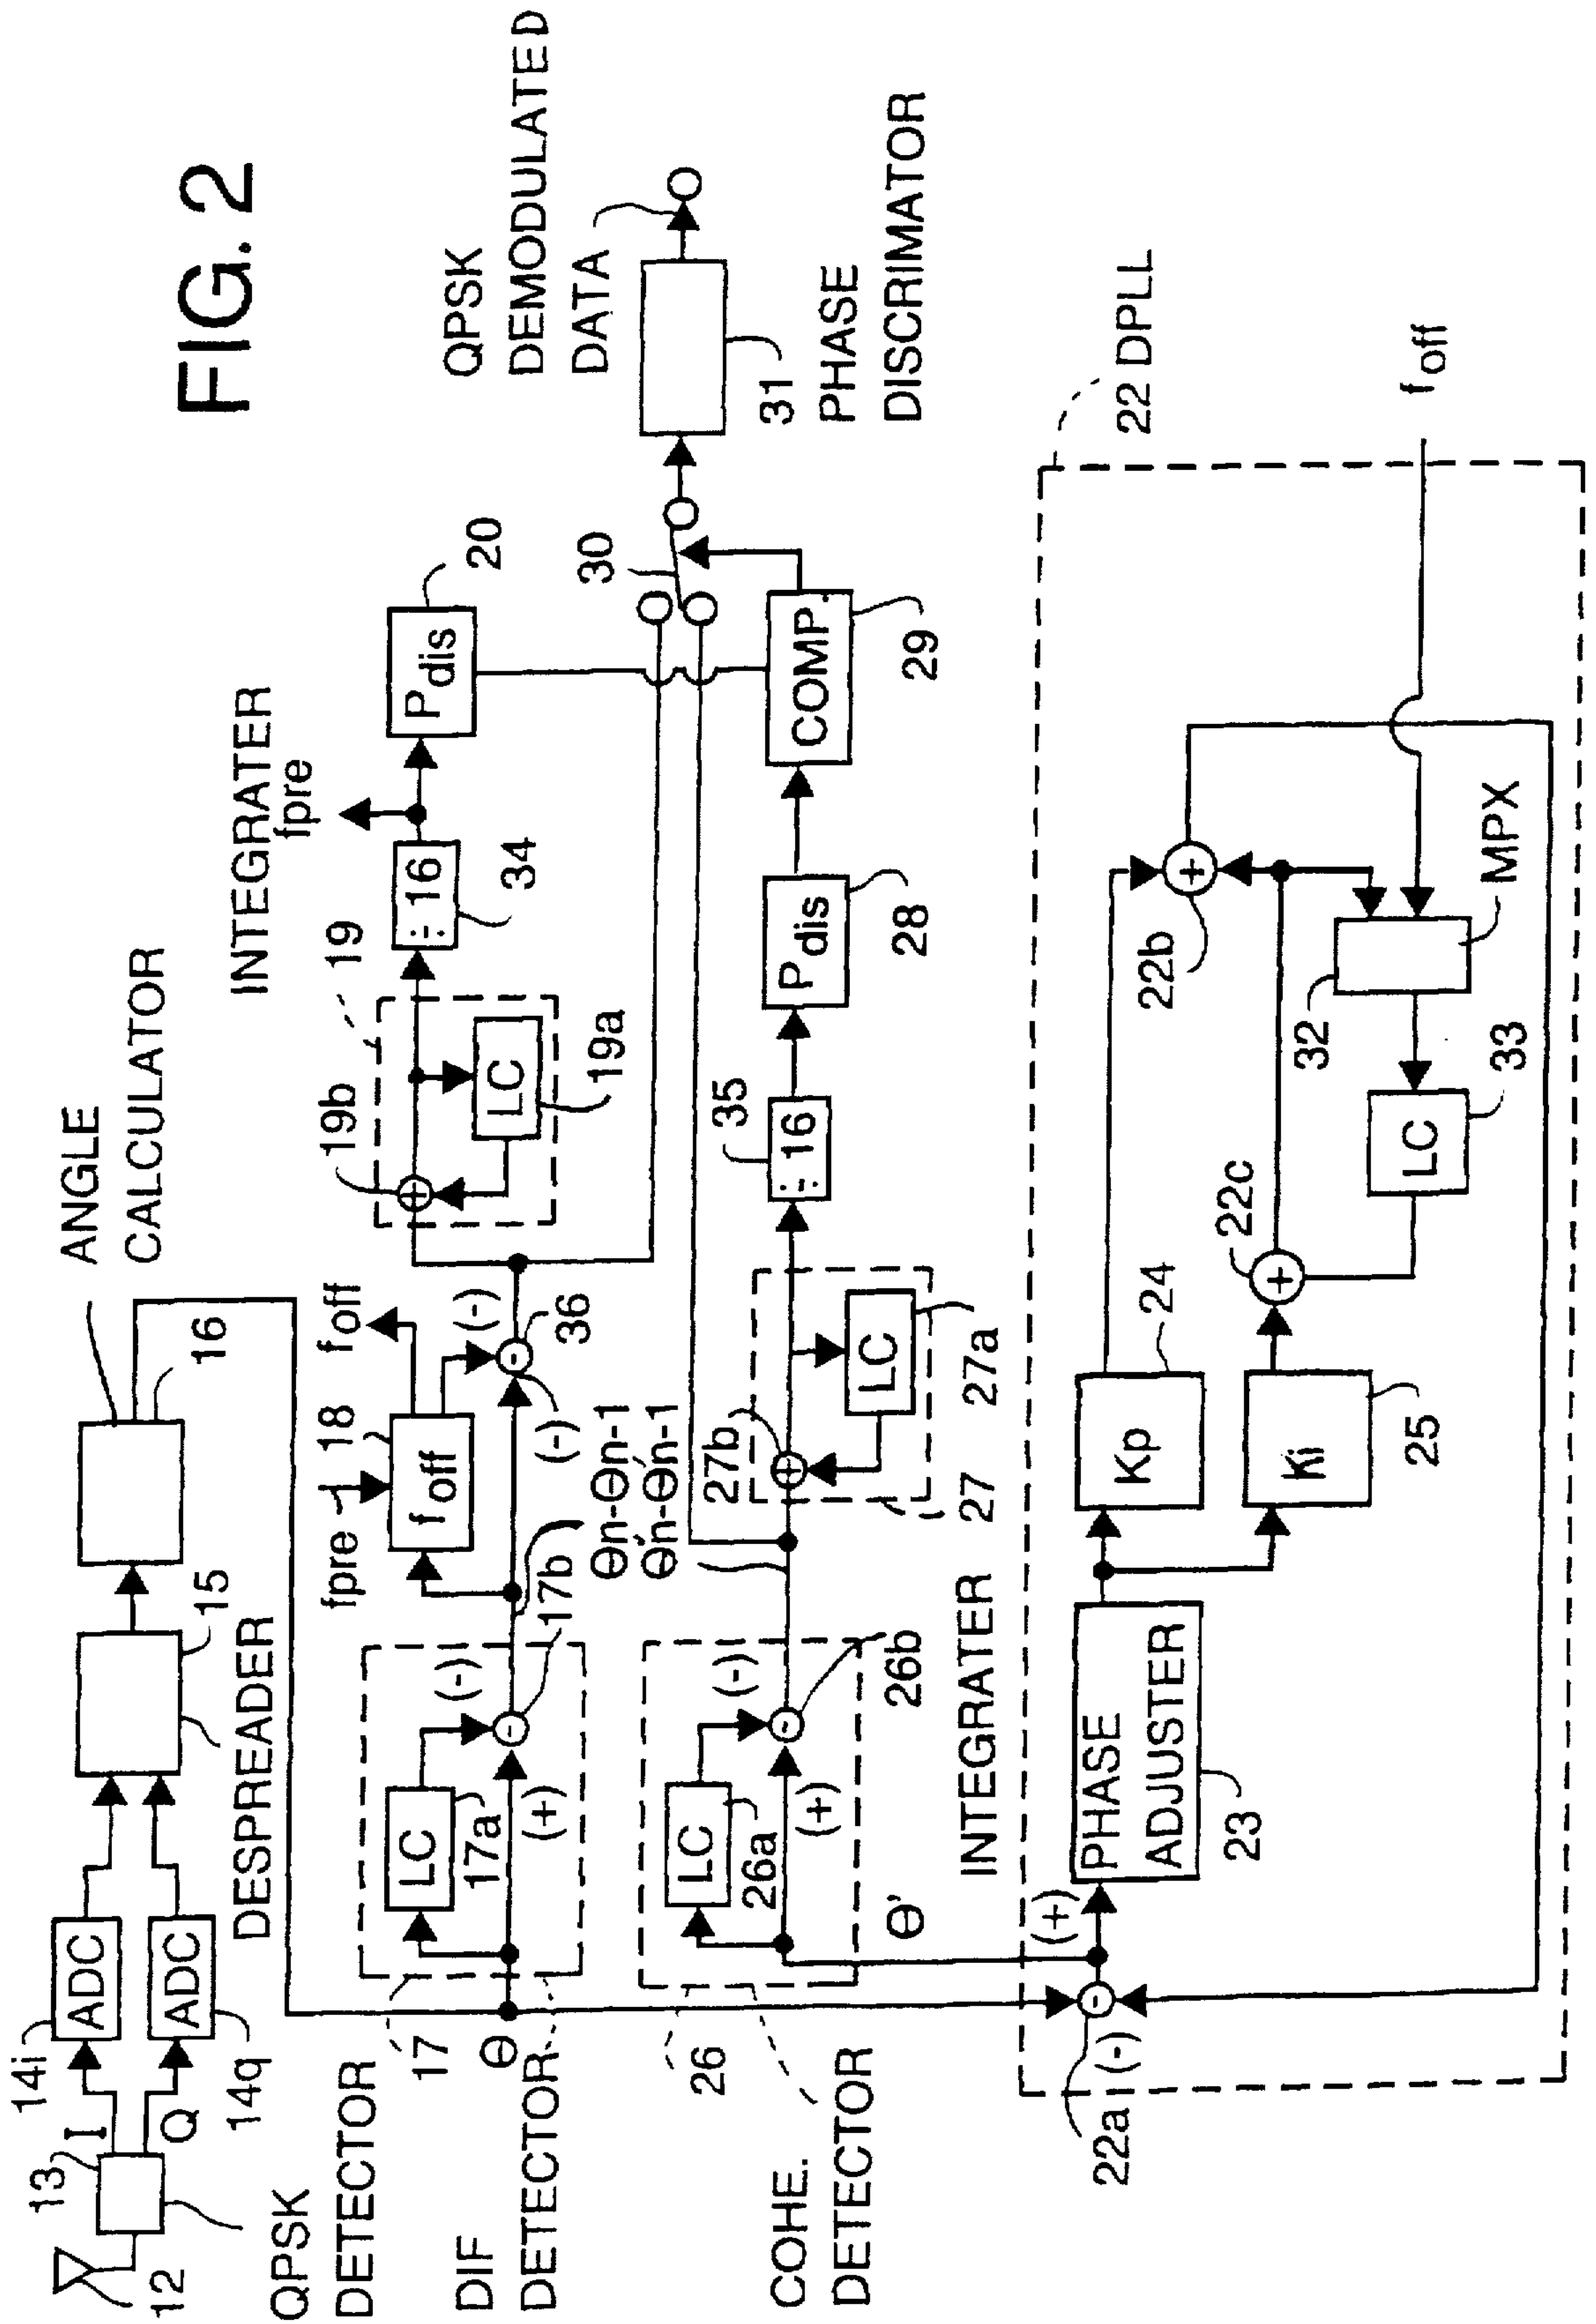 FIG. 2
12
13
QPSK
DETECTOR
I
Q
14i
ADC
14q
ADC
DESPREADER
15
ANGLE
CALCULATOR
16
DIF
DETECTOR
17
Ɵ
LC
17a
(-)
(+)
17b
fpre
18
foff
foff
(-)
(-)
36
Ɵn-Ɵn-1
Ɵ'n-Ɵ'n-1
19b
19
LC
19a
INTEGRATER
fpre
÷16
34
Pdis
20
30
QPSK
DEMODULATED
DATA
31
PHASE
DISCRIMATOR
COHE.
DETECTOR
26
LC
26a
(-)
(+)
26b
Ɵ'
INTEGRATER
27
27b
LC
27a
35
÷16
Pdis
28
COMP.
29
22 DPLL
22a
(-)
(+)
PHASE
ADJUSTER
23
Kp
24
Ki
25
22c
22b
32
MPX
LC
33
foff